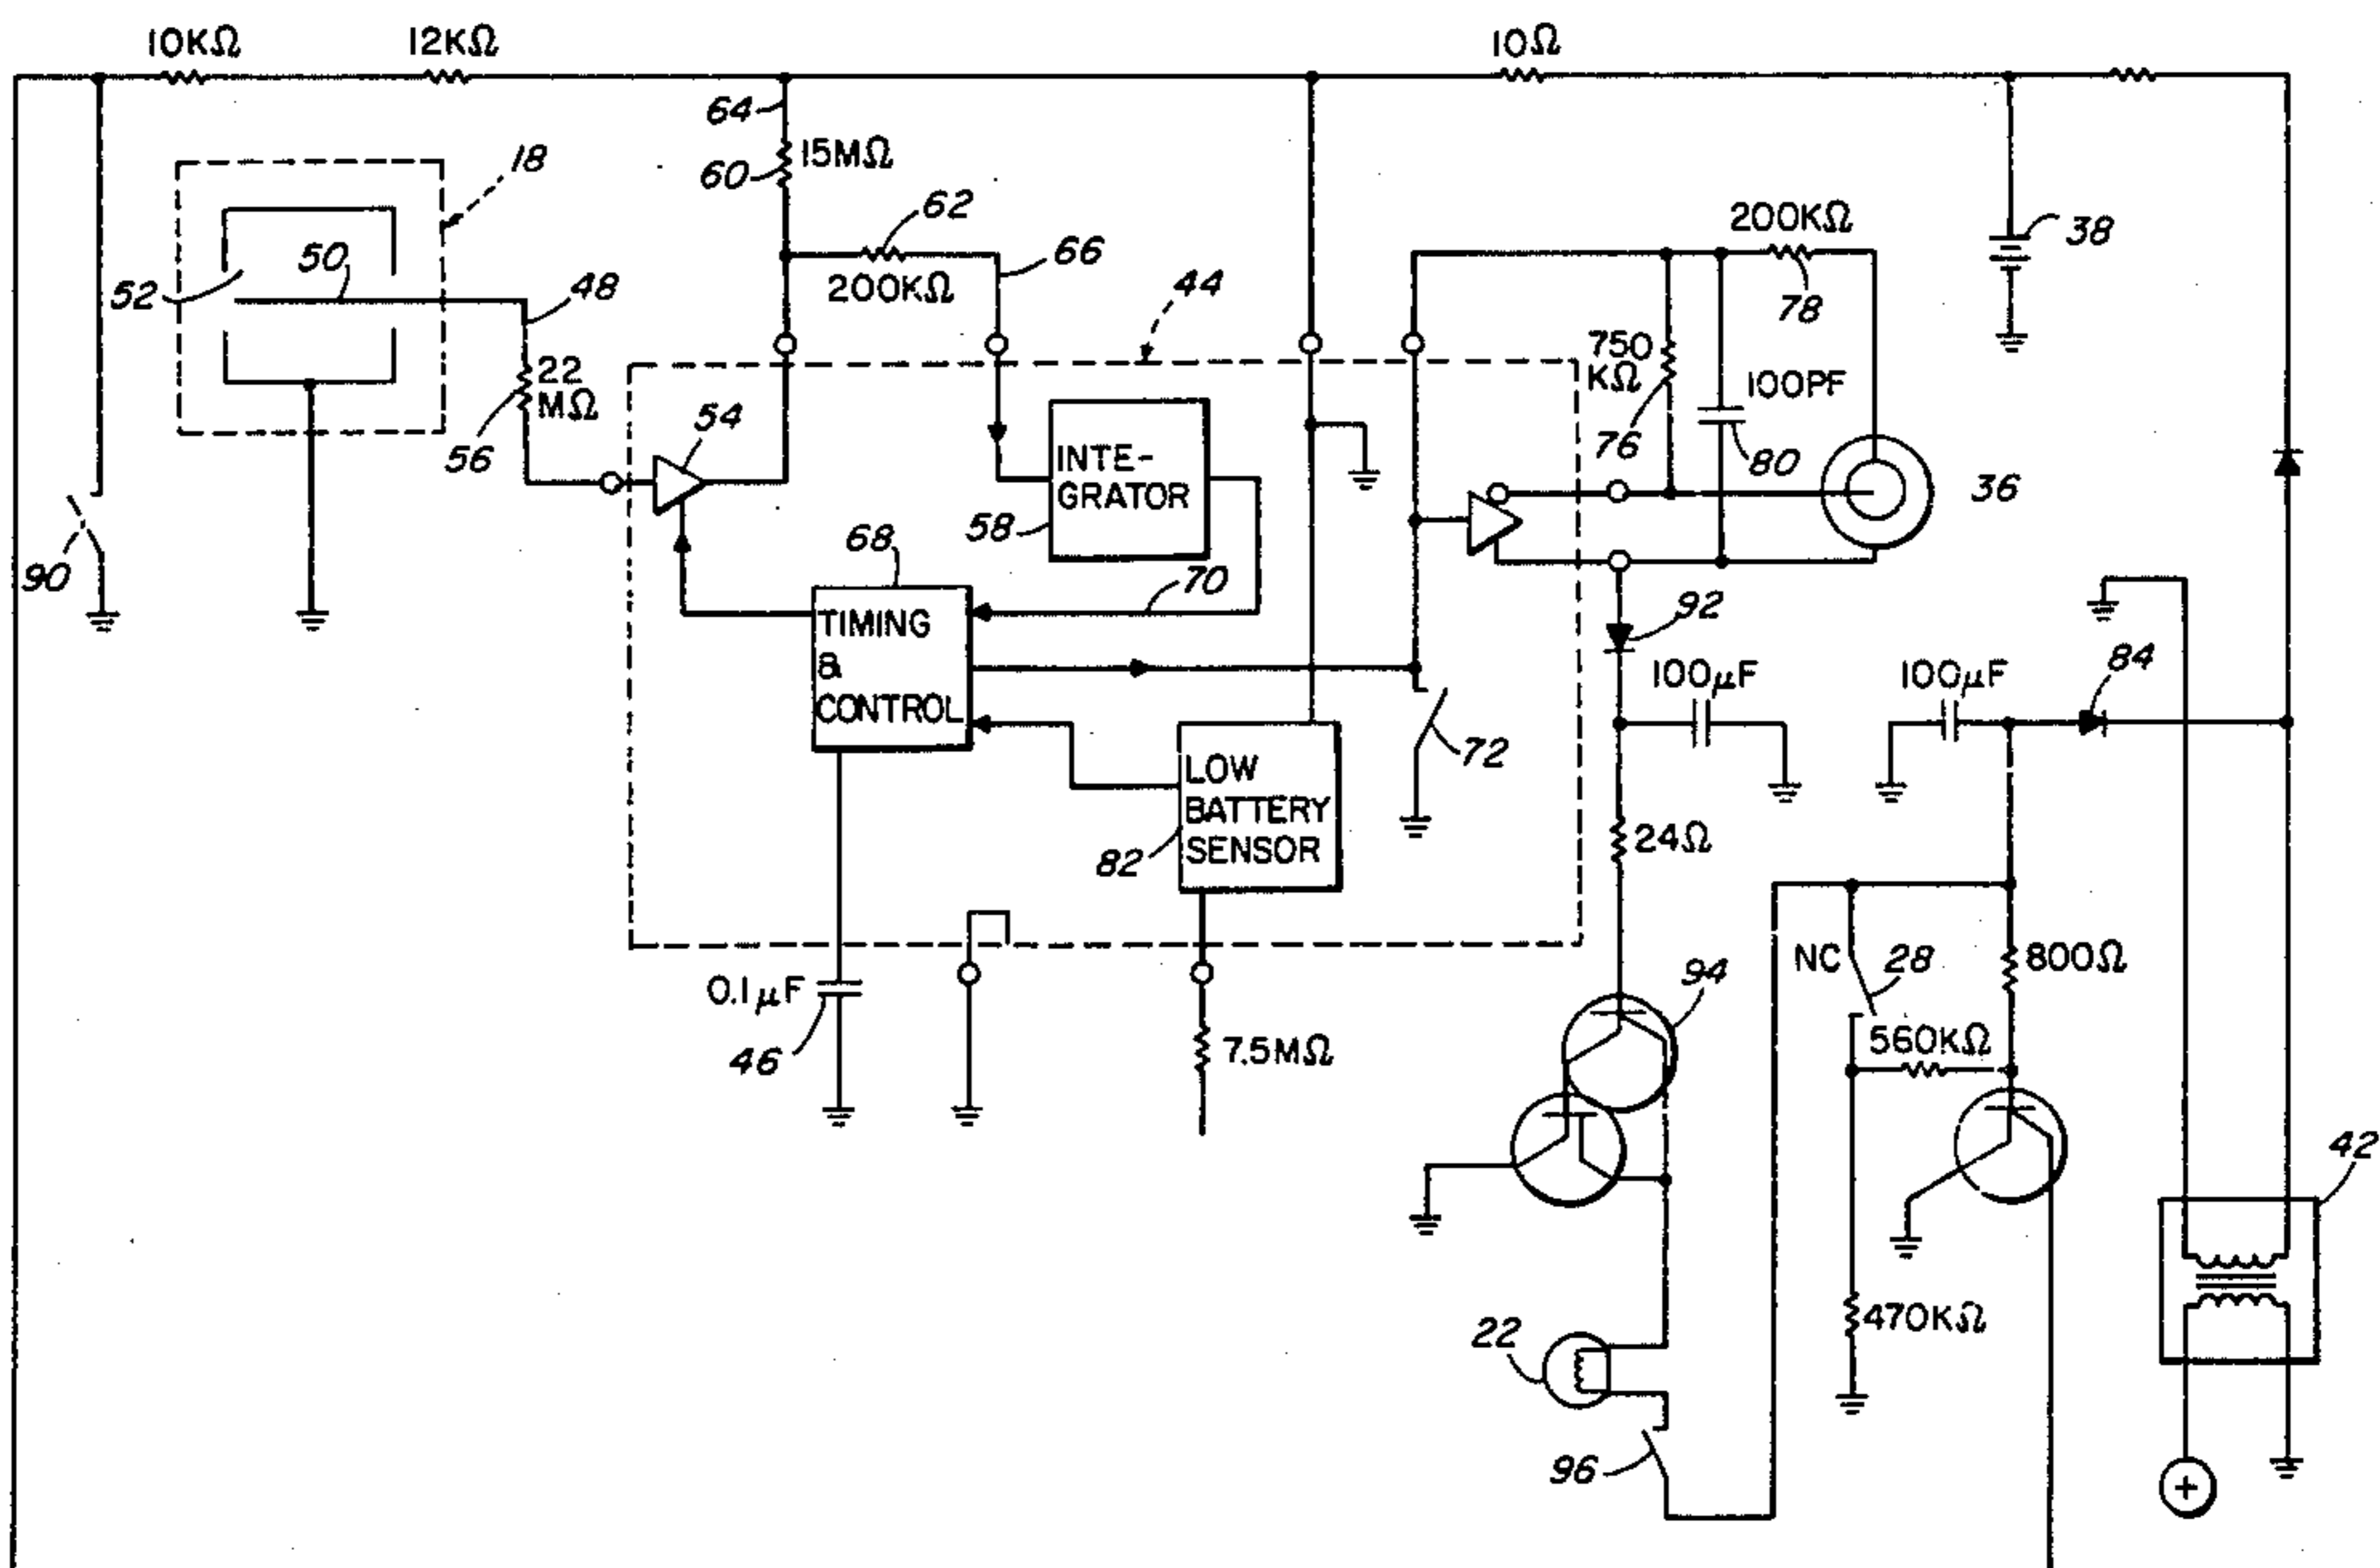 10KΩ
12KΩ
10Ω
64
60
15MΩ
18
62
200KΩ
66
200KΩ
78
38
52
50
48
44
22
MΩ
56
54
750
KΩ
76
100PF
80
36
INTE-
GRATOR
58
90
68
70
92
TIMING
&
CONTROL
100µF
100µF
84
72
LOW
BATTERY
SENSOR
82
24Ω
0.1µF
46
7.5MΩ
94
NC
28
800Ω
560KΩ
42
22
470KΩ
96
+